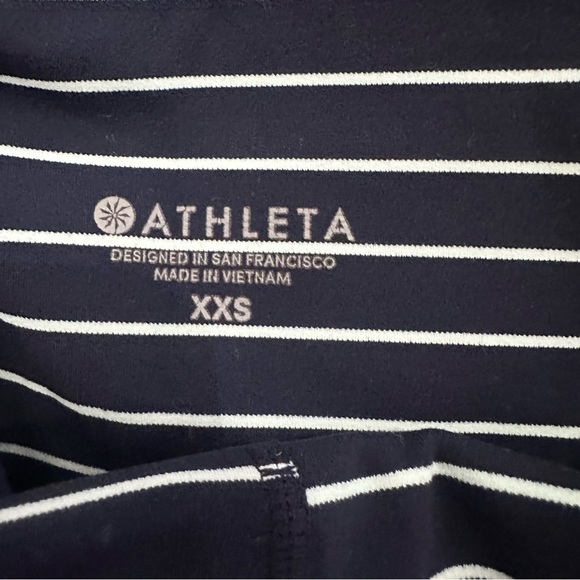 ATHLETA
DESIGNED IN SAN FRANCISCO
MADE IN VIETNAM
XXS